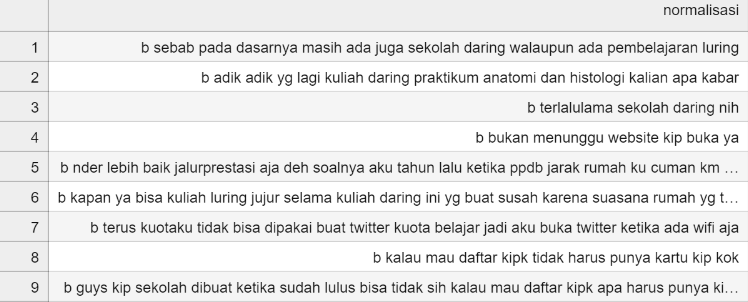 normalisasi
1 b sebab pada dasarnya masih ada juga sekolah daring walaupun ada pembelajaran luring
2 b adik adik yg lagi kuliah daring praktikum anatomi dan histologi kalian apa kabar
3 b terlalulama sekolah daring nih
4 b bukan menunggu website kip buka ya
5 b nder lebih baik jalurprestasi aja deh soalnya aku tahun lalu ketika ppdb jarak rumah ku cuman km ...
6 b kapan ya bisa kuliah luring jujur selama kuliah daring ini yg buat susah karena suasana rumah yg t...
7 b terus kuotaku tidak bisa dipakai buat twitter kuota belajar jadi aku buka twitter ketika ada wifi aja
8 b kalau mau daftar kipk tidak harus punya kartu kip kok
9 b guys kip sekolah dibuat ketika sudah lulus bisa tidak sih kalau mau daftar kipk apa harus punya ki...